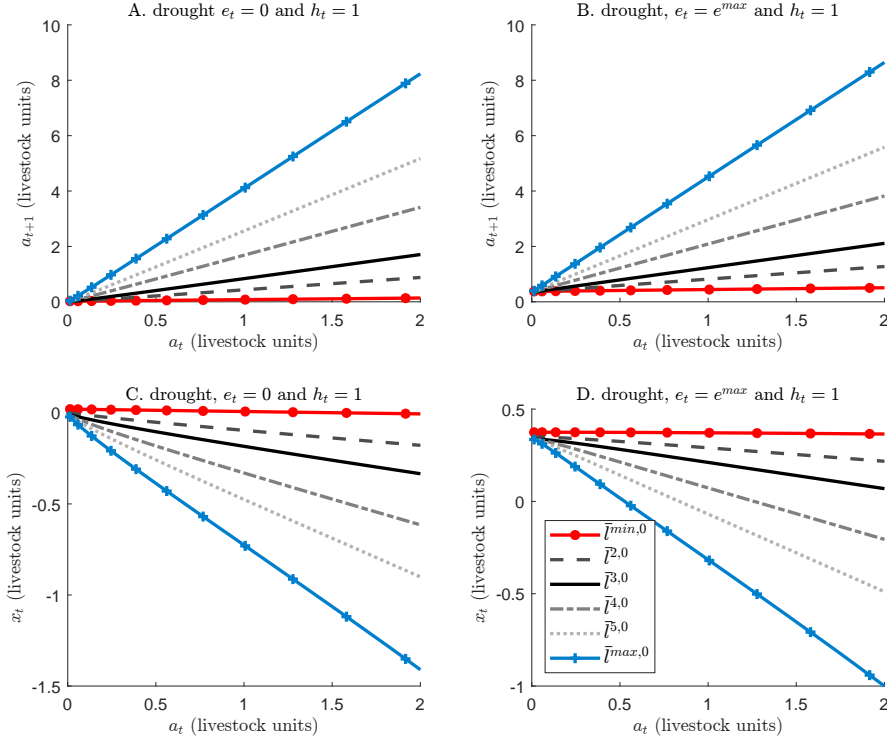 A. drought $e_t = 0$ and $h_t = 1$
10
8
6
4
2
0
$a_{t+1}$ (livestock units)
0 0.5 1 1.5 2
$a_t$ (livestock units)
B. drought, $e_t = e^{max}$ and $h_t = 1$
10
8
6
4
2
0
$a_{t+1}$ (livestock units)
0 0.5 1 1.5 2
$a_t$ (livestock units)
C. drought, $e_t = 0$ and $h_t = 1$
0
-0.5
-1
-1.5
$x_t$ (livestock units)
0 0.5 1 1.5 2
$a_t$ (livestock units)
D. drought, $e_t = e^{max}$ and $h_t = 1$
0.5
0
-0.5
-1
$x_t$ (livestock units)
0 0.5 1 1.5 2
$a_t$ (livestock units)
$\bar{l}^{min,0}$
$\bar{l}^{2,0}$
$\bar{l}^{3,0}$
$\bar{l}^{4,0}$
$\bar{l}^{5,0}$
$\bar{l}^{max,0}$